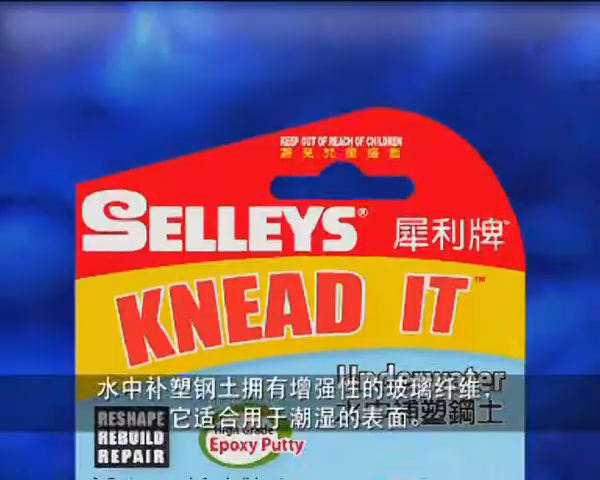 KEEP OUT OF REACH OF CHILDREN
避免兒童接觸
SELLEYS® 犀利牌™
KNEAD IT™
Underwater
水中補塑鋼土
水中补塑钢土拥有增强性的玻璃纤维，
它适合用于潮湿的表面。
RESHAPE
REBUILD
REPAIR
High Grade
Epoxy Putty